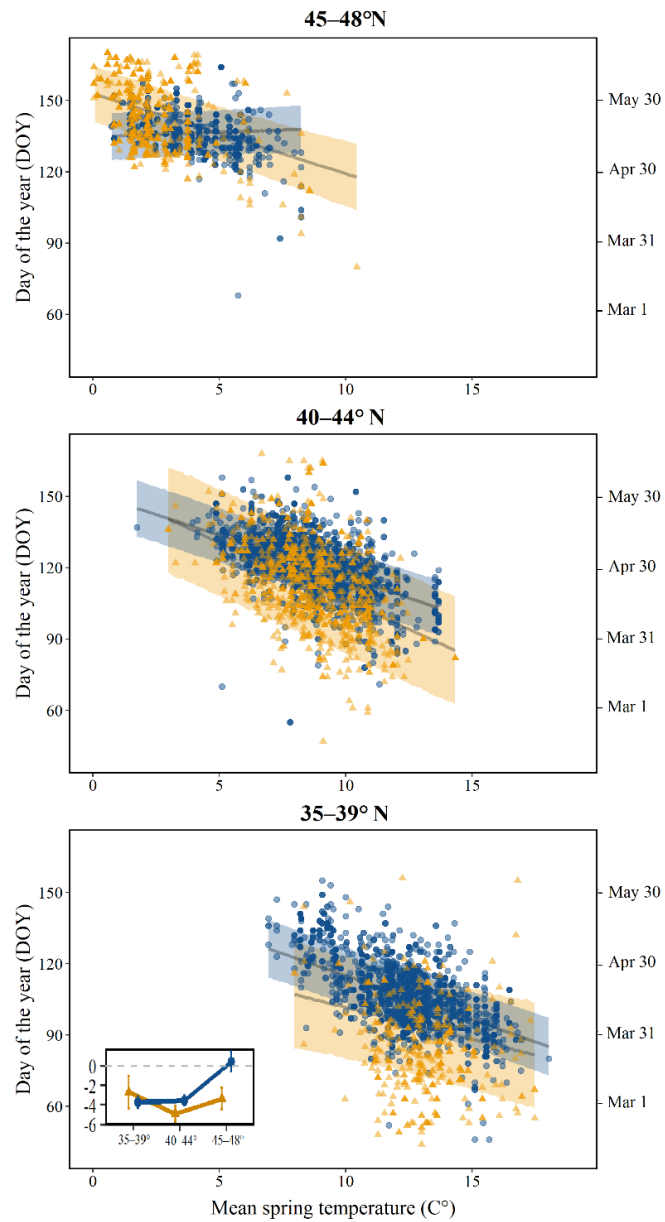 45–48°N
Day of the year (DOY)
150
120
90
60
May 30
Apr 30
Mar 31
Mar 1
0 5 10 15
40–44° N
Day of the year (DOY)
150
120
90
60
May 30
Apr 30
Mar 31
Mar 1
0 5 10 15
35–39° N
Day of the year (DOY)
150
120
90
60
May 30
Apr 30
Mar 31
Mar 1
0
-2
-4
-6
35–39° 40–44° 45–48°
0 5 10 15
Mean spring temperature (C°)